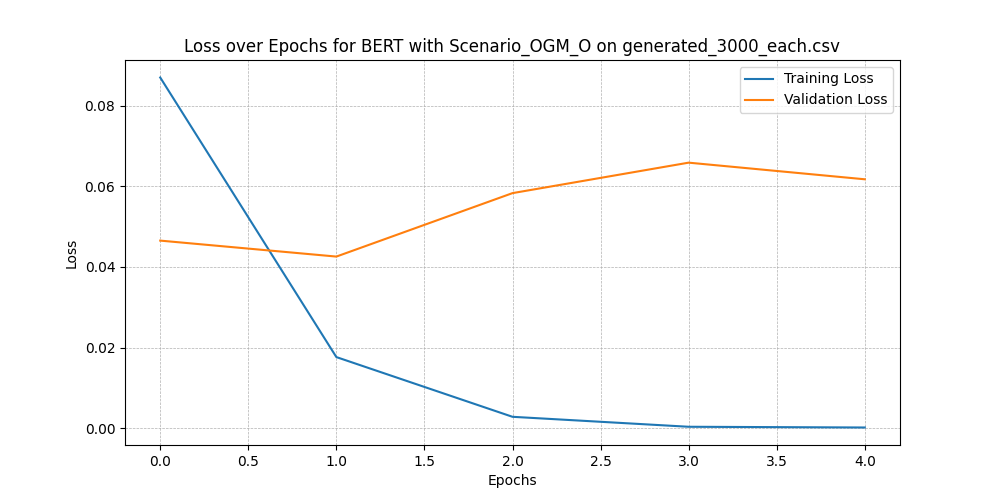 Loss over Epochs for BERT with Scenario_OGM_O on generated_3000_each.csv
Training Loss
Validation Loss
0.08
0.06
0.04
0.02
0.00
Loss
0.0 0.5 1.0 1.5 2.0 2.5 3.0 3.5 4.0
Epochs